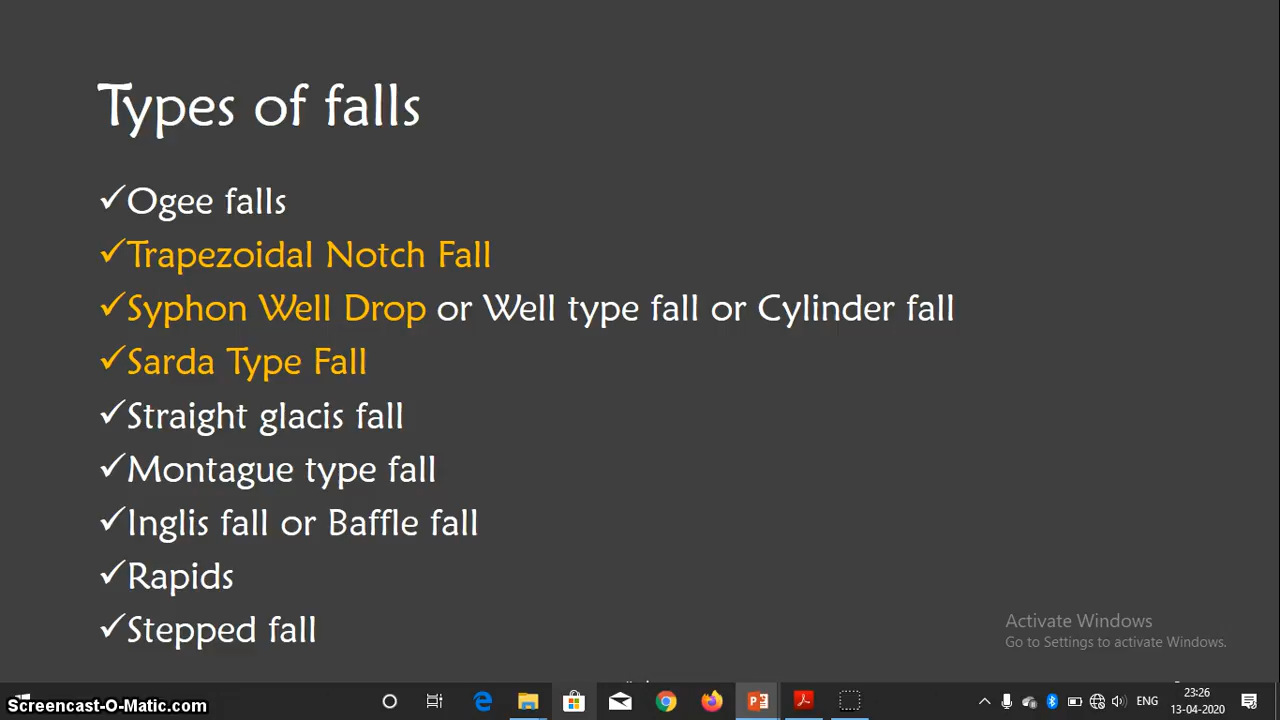 Types of falls
✓Ogee falls
✓Trapezoidal Notch Fall
✓Syphon Well Drop or Well type fall or Cylinder fall
✓Sarda Type Fall
✓Straight glacis fall
✓Montague type fall
✓Inglis fall or Baffle fall
✓Rapids
✓Stepped fall
Activate Windows
Go to Settings to activate Windows.
Screencast-O-Matic.com
ENG
23:26
13-04-2020